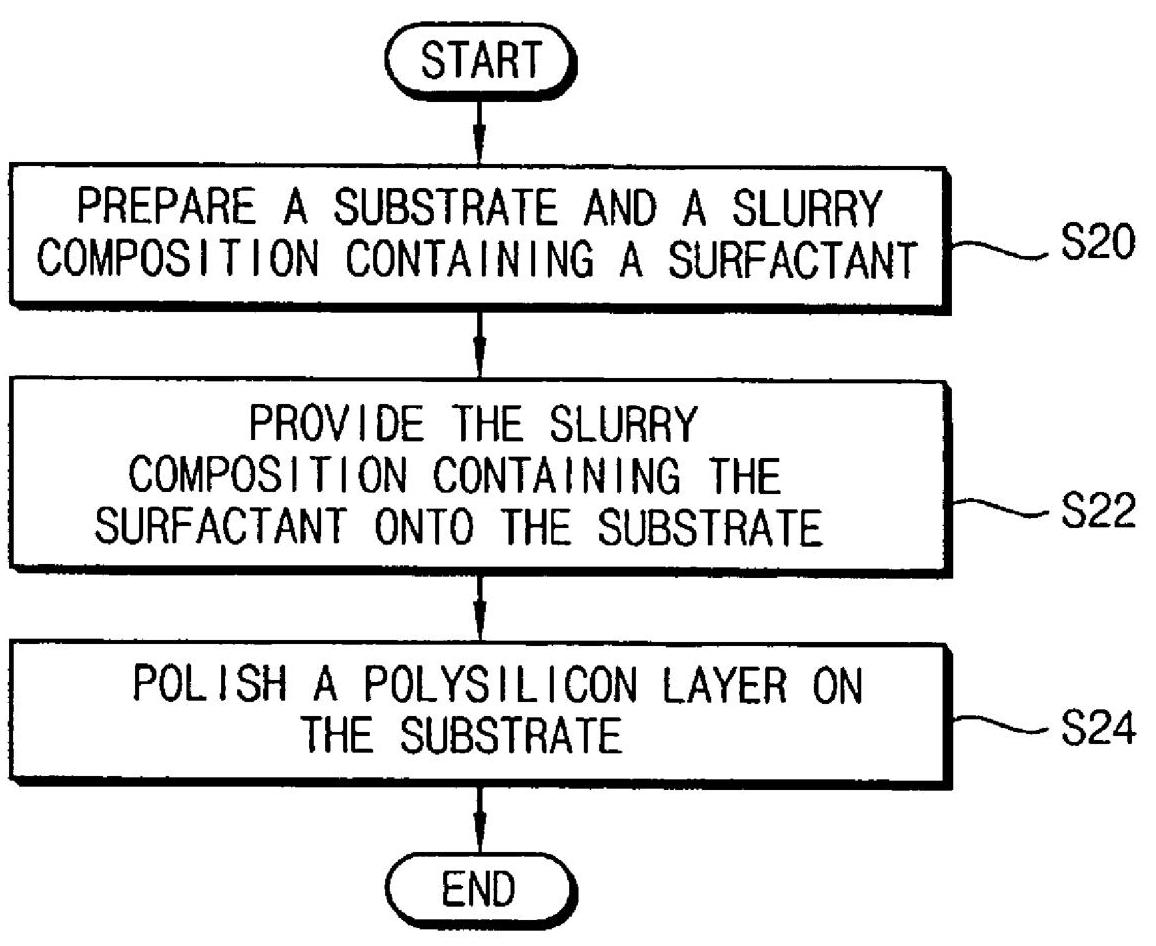 START
PREPARE A SUBSTRATE AND A SLURRY
COMPOSITION CONTAINING A SURFACTANT
S20
PROVIDE THE SLURRY
COMPOSITION CONTAINING THE
SURFACTANT ONTO THE SUBSTRATE
S22
POLISH A POLYSILICON LAYER ON
THE SUBSTRATE
S24
END